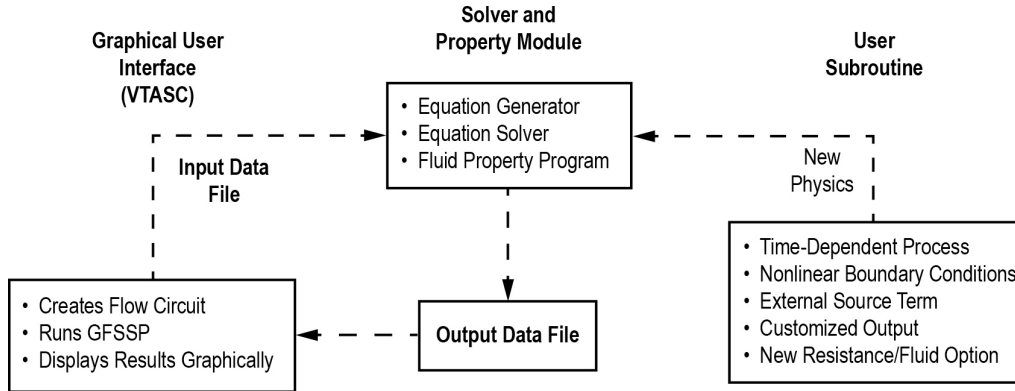 Graphical User
Interface
(VTASC)
Solver and
Property Module
User
Subroutine
• Equation Generator
• Equation Solver
• Fluid Property Program
Input Data
File
New
Physics
• Time-Dependent Process
• Nonlinear Boundary Conditions
• External Source Term
• Customized Output
• New Resistance/Fluid Option
• Creates Flow Circuit
• Runs GFSSP
• Displays Results Graphically
Output Data File